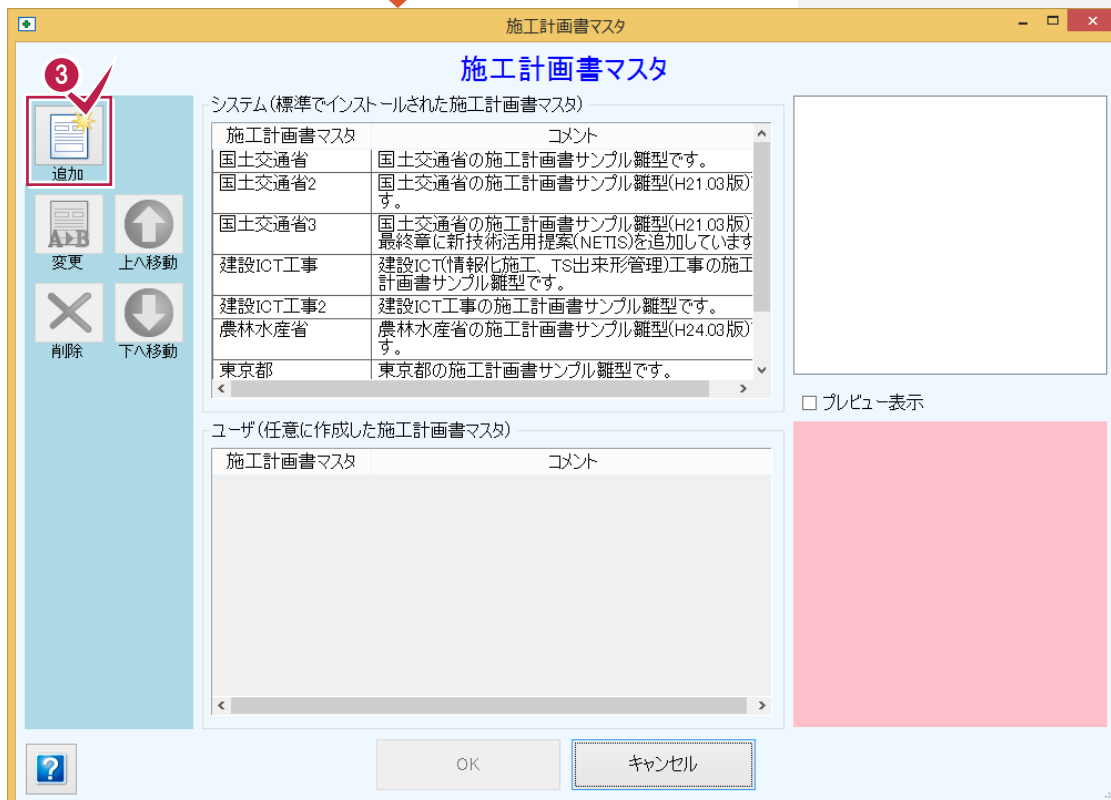 施工計画書マスタ
施工計画書マスタ
3
追加
A▶B
変更
上へ移動
削除
下へ移動
システム(標準でインストールされた施工計画書マスタ)
施工計画書マスタ コメント
国土交通省 国土交通省の施工計画書サンプル雛型です。
国土交通省2 国土交通省の施工計画書サンプル雛型(H21.03版)
す。
国土交通省3 国土交通省の施工計画書サンプル雛型(H21.03版)
最終章に新技術活用提案(NETIS)を追加しています
建設ICT工事 建設ICT(情報化施工、TS出来形管理)工事の施工
計画書サンプル雛型です。
建設ICT工事2 建設ICT工事の施工計画書サンプル雛型です。
農林水産省 農林水産省の施工計画書サンプル雛型(H24.03版)
す。
東京都 東京都の施工計画書サンプル雛型です。
プレビュー表示
ユーザ(任意に作成した施工計画書マスタ)
施工計画書マスタ コメント
?
OK
キャンセル